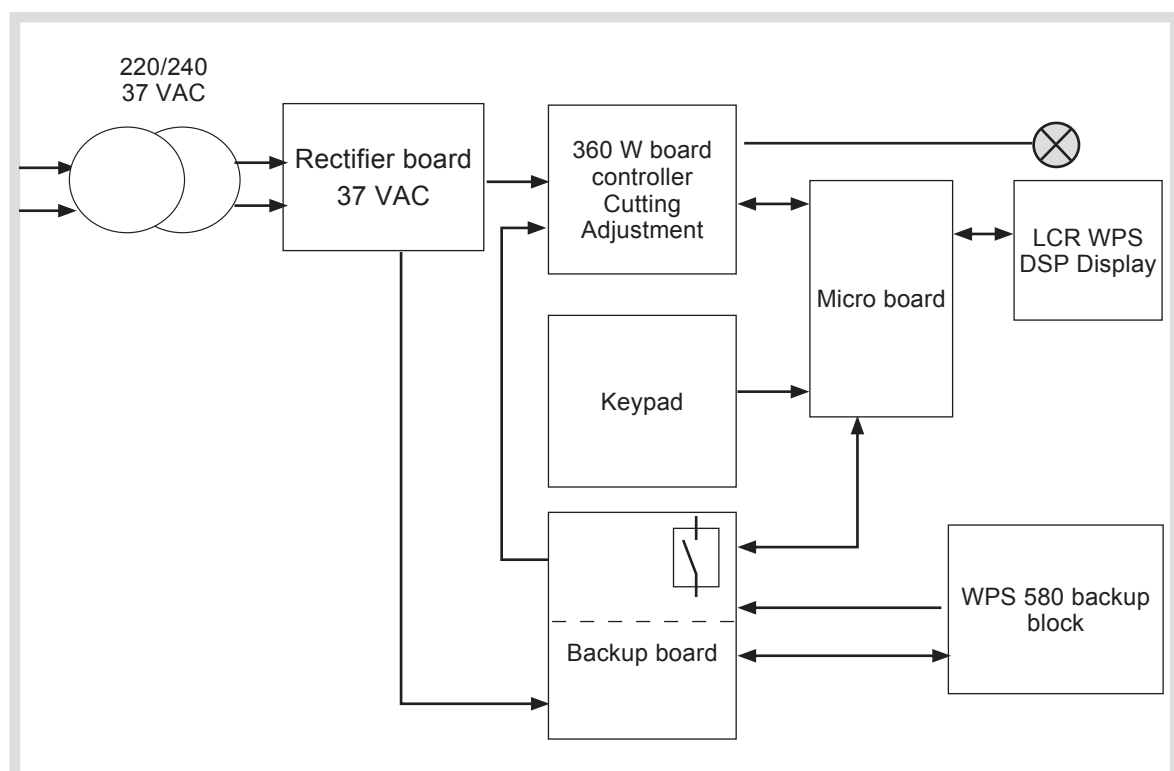 220/240
37 VAC
Rectifier board
37 VAC
360 W board
controller
Cutting
Adjustment
Micro board
LCR WPS
DSP Display
Keypad
Backup board
WPS 580 backup
block